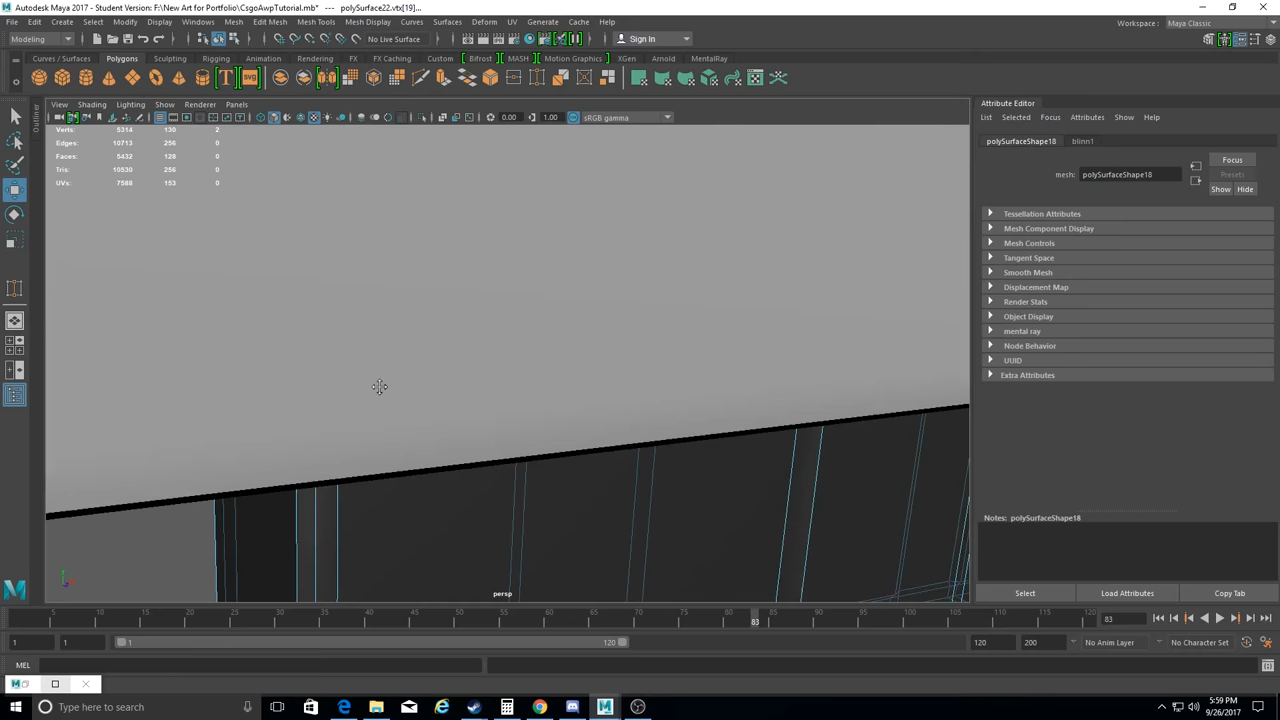 Autodesk Maya 2017 - Student Version: F:\New Art for Portfolio\CsgoAwpTutorial.mb*   ---   polySurface22.vtx[19]...
File Edit Create Select Modify Display Windows Mesh Edit Mesh Mesh Tools Mesh Display Curves Surfaces Deform UV Generate Cache Help
Workspace : Maya Classic
Modeling No Live Surface Sign In
Curves / Surfaces Polygons Sculpting Rigging Animation Rendering FX FX Caching Custom Bifrost MASH Motion Graphics XGen Arnold MentalRay
T svg
View Shading Lighting Show Renderer Panels
0.00 1.00 sRGB gamma
Verts: 5314 130 2
Edges: 10713 256 0
Faces: 5432 128 0
Tris: 10530 256 0
UVs: 7588 153 0
persp
Outliner
Attribute Editor
List Selected Focus Attributes Show Help
polySurfaceShape18 blinn1
Focus
mesh: polySurfaceShape18 Presets
Show Hide
Tessellation Attributes
Mesh Component Display
Mesh Controls
Tangent Space
Smooth Mesh
Displacement Map
Render Stats
Object Display
mental ray
Node Behavior
UUID
Extra Attributes
Notes: polySurfaceShape18
Select Load Attributes Copy Tab
5 10 15 20 25 30 35 40 45 50 55 60 65 70 75 80 83 85 90 95 100 105 110 115 120 83
1 1 1 120 120 200 No Anim Layer No Character Set
MEL
Type here to search
5:59 PM
9/26/2017